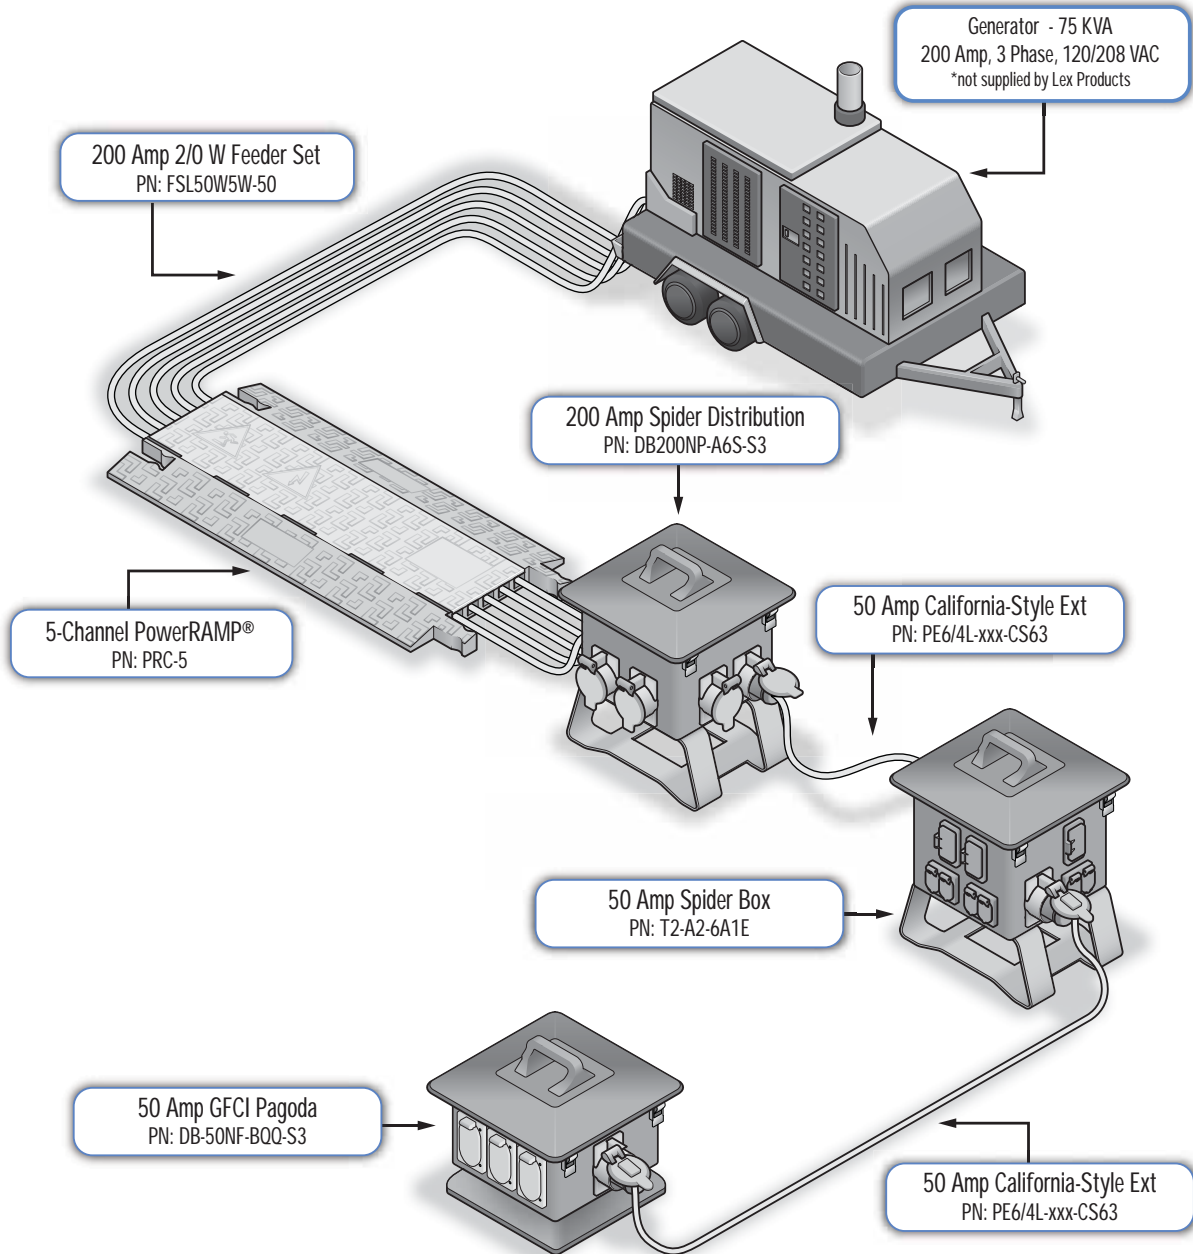 Generator - 75 KVA
200 Amp, 3 Phase, 120/208 VAC
*not supplied by Lex Products
200 Amp 2/0 W Feeder Set
PN: FSL50W5W-50
200 Amp Spider Distribution
PN: DB200NP-A6S-S3
5-Channel PowerRAMP®
PN: PRC-5
50 Amp California-Style Ext
PN: PE6/4L-xxx-CS63
50 Amp Spider Box
PN: T2-A2-6A1E
50 Amp GFCI Pagoda
PN: DB-50NF-BQQ-S3
50 Amp California-Style Ext
PN: PE6/4L-xxx-CS63